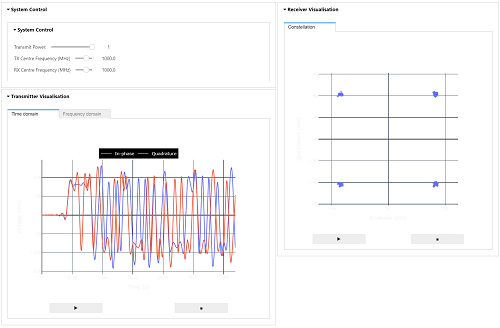 System Control
System Control
Transmit Power: 1
TX Centre Frequency (MHz) 1000.0
RX Centre Frequency (MHz) 1000.0
Transmitter Visualisation
Time domain Frequency domain
In-phase Quadrature
Receiver Visualisation
Constellation